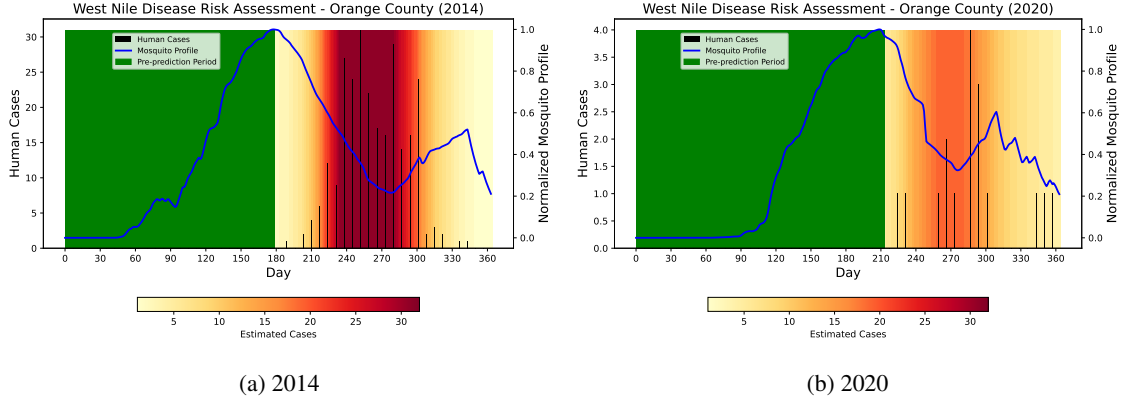 West Nile Disease Risk Assessment - Orange County (2014)
Human Cases
Mosquito Profile
Pre-prediction Period
Human Cases
30
25
20
15
10
5
0
1.0
0.8
0.6
0.4
0.2
0.0
Normalized Mosquito Profile
0 30 60 90 120 150 180 210 240 270 300 330 360
Day
5 10 15 20 25 30
Estimated Cases
(a) 2014
West Nile Disease Risk Assessment - Orange County (2020)
Human Cases
Mosquito Profile
Pre-prediction Period
Human Cases
4.0
3.5
3.0
2.5
2.0
1.5
1.0
0.5
0.0
1.0
0.8
0.6
0.4
0.2
0.0
Normalized Mosquito Profile
0 30 60 90 120 150 180 210 240 270 300 330 360
Day
5 10 15 20 25 30
Estimated Cases
(b) 2020